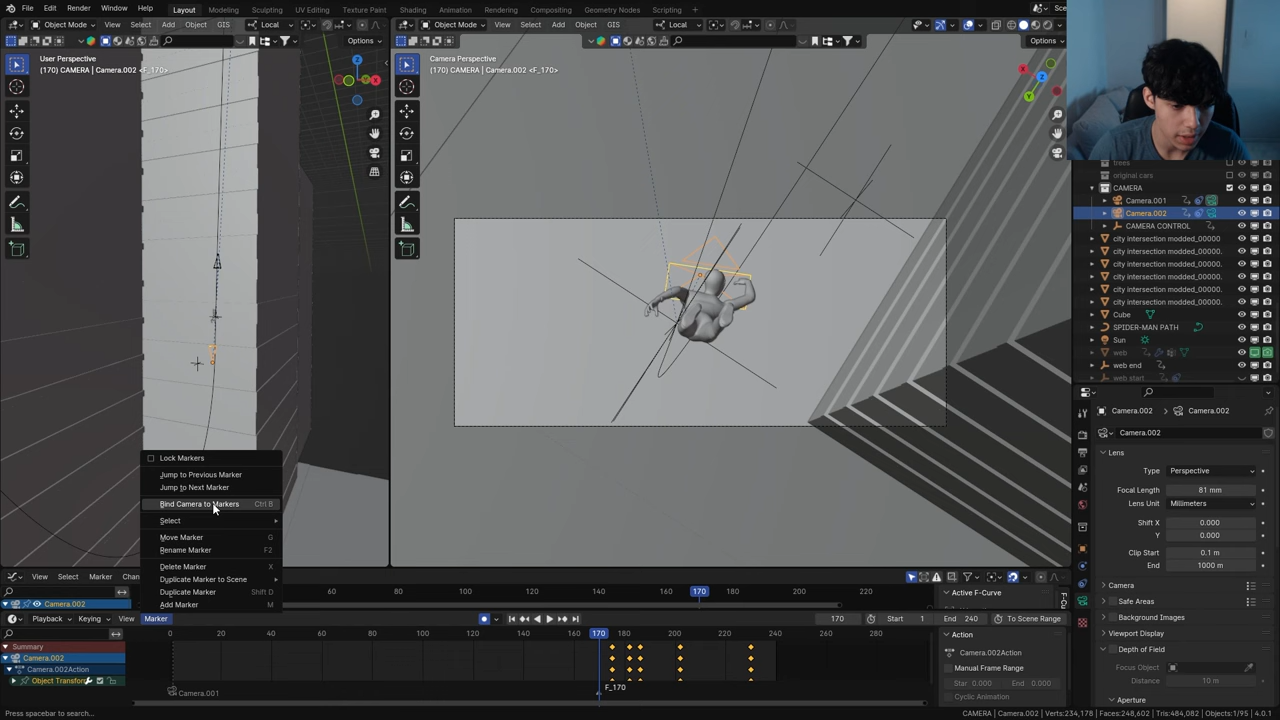 File Edit Render Window Help Layout Modeling Sculpting UV Editing Texture Paint Shading Animation Rendering Compositing Geometry Nodes Scripting
Object Mode View Select Add Object GIS Local
Object Mode View Select Add Object GIS Local
Options
Options
User Perspective
(170) CAMERA | Camera.002 <F_170>
Camera Perspective
(170) CAMERA | Camera.002 <F_170>
trees
original cars
CAMERA
Camera.001
Camera.002
CAMERA CONTROL
city intersection modded_00000
city intersection modded_00000.
city intersection modded_00000.
city intersection modded_00000.
city intersection modded_00000.
city intersection modded_00000.
Cube
SPIDER-MAN PATH
Sun
web
web end
web start
Camera.002 Camera.002
Camera.002
Lens
Type Perspective
Focal Length 81 mm
Lens Unit Millimeters
Shift X 0.000
Y 0.000
Clip Start 0.1 m
End 1000 m
Camera
Safe Areas
Background Images
Viewport Display
Depth of Field
Focus Object
Distance 10 m
Aperture
Lock Markers
Jump to Previous Marker
Jump to Next Marker
Bind Camera to Markers Ctrl B
Select
Move Marker G
Rename Marker F2
Delete Marker X
Duplicate Marker to Scene
Duplicate Marker Shift D
Add Marker M
View Select Marker
Camera.002
60 80 100 120 140 160 170 200 220
Active F-Curve
Playback Keying View Marker 170 Start 1 End 240 To Scene Range
0 20 40 60 80 100 120 140 160 170 180 200 220 240 260 280
Summary
Camera.002
Camera.002Action
Object Transform
Camera.001
F_170
Action
Camera.002Action
Manual Frame Range
Start 0.000 End 0.000
Cyclic Animation
Press spacebar to search...
CAMERA | Camera.002 | Verts:234,178 | Faces:248,602 | Tris:484,082 | Objects:1/95 | 4.0.1